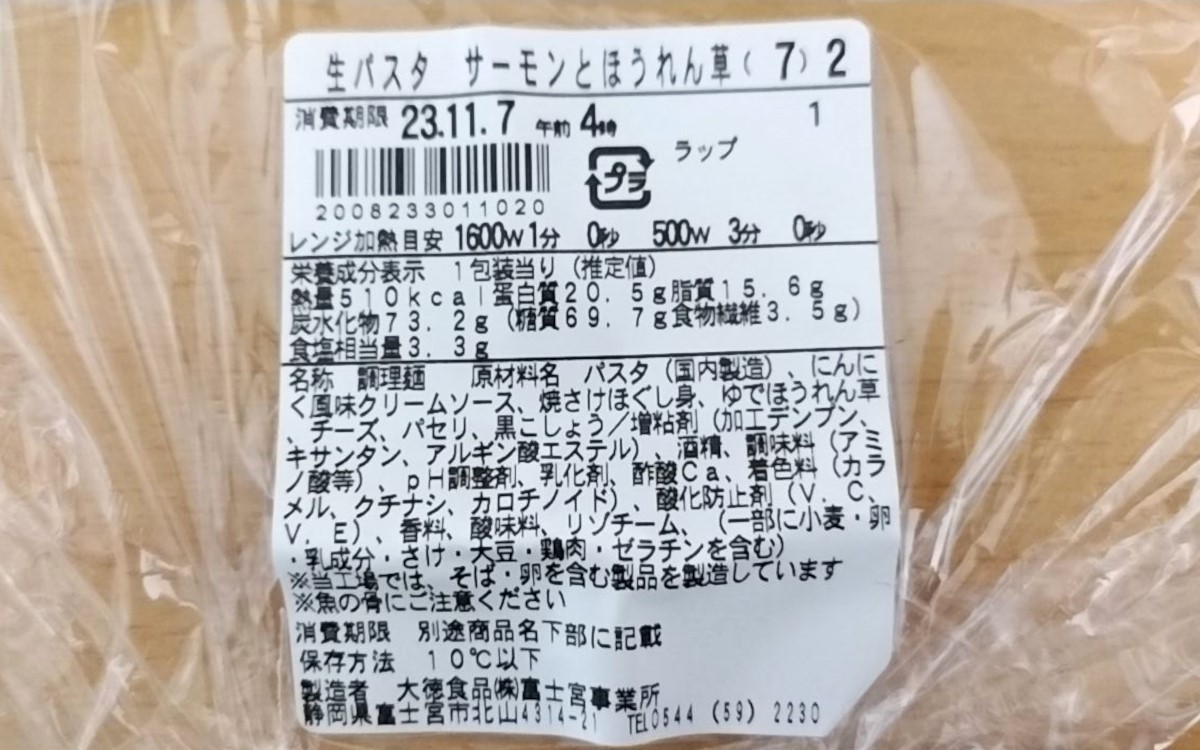 生パスタ サーモンとほうれん草( 7) 2
消費期限 23.11.7 午前 4時 1
プラ ラップ
2008233011020
レンジ加熱目安 1600W 1分 0秒 500W 3分 0秒
栄養成分表示 1包装当り(推定値)
熱量510kcal蛋白質20.5g脂質15.6g
炭水化物73.2g(糖質69.7g食物繊維3.5g)
食塩相当量3.3g
名称 調理麺 原材料名 パスタ(国内製造)、にんに
く風味クリームソース、焼さけほぐし身、ゆでほうれん草
、チーズ、パセリ、黒こしょう/増粘剤(加工デンプン、
キサンタン、アルギン酸エステル)、酒精、調味料(アミ
ノ酸等)、pH調整剤、乳化剤、酢酸Ca、着色料(カラ
メル、クチナシ、カロチノイド)、酸化防止剤(V.C、
V.E)、香料、酸味料、リゾチーム、(一部に小麦・卵
・乳成分・さけ・大豆・鶏肉・ゼラチンを含む)
※当工場では、そば・卵を含む製品を製造しています
※魚の骨にご注意ください
消費期限 別途商品名下部に記載
保存方法 10℃以下
製造者 大徳食品(株)富士宮事業所
静岡県富士宮市北山4314-21 TEL0544(59)2230